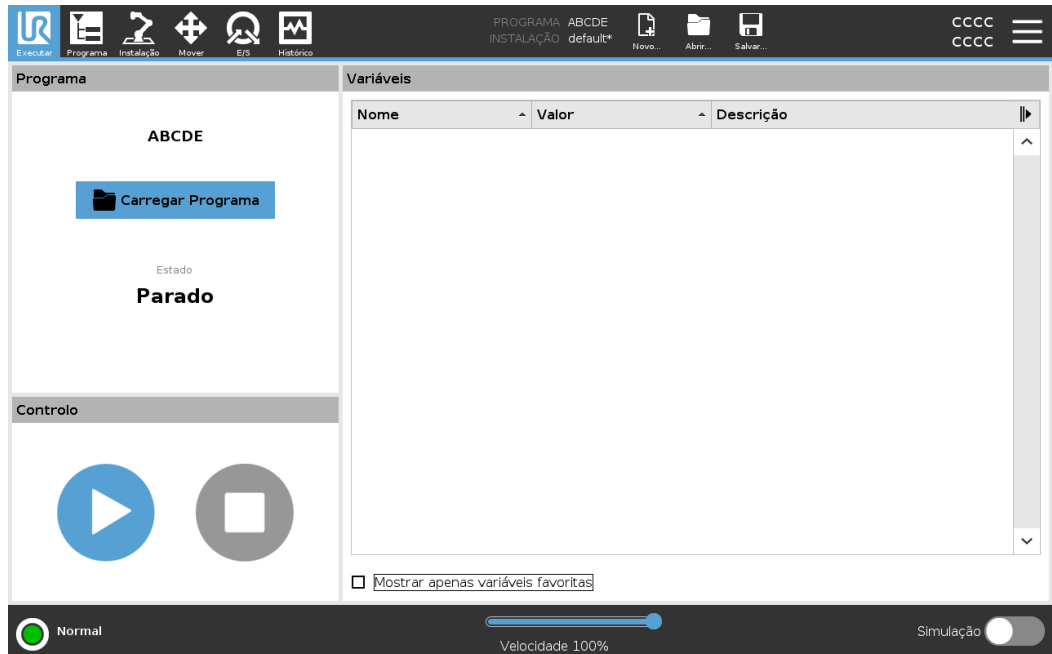 UR
Executar
Programa
Instalação
Mover
E/S
Histórico
PROGRAMA ABCDE
INSTALAÇÃO default*
Novo...
Abrir...
Salvar...
CCCC
CCCC
Programa
ABCDE
Carregar Programa
Estado
Parado
Controlo
Variáveis
Nome Valor Descrição
Mostrar apenas variáveis favoritas
Normal
Velocidade 100%
Simulação